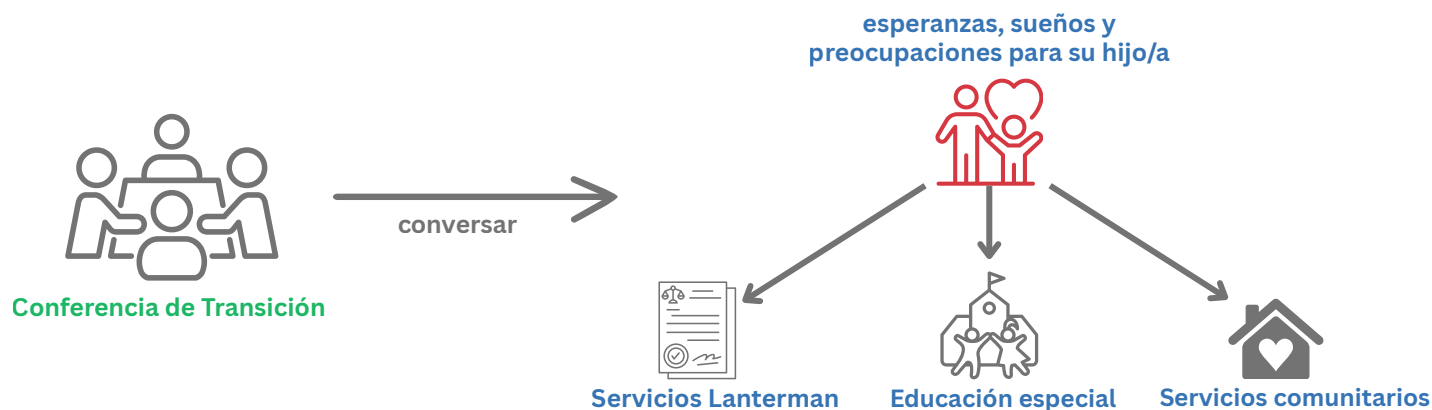 esperanzas, sueños y
preocupaciones para su hijo/a
conversar
Conferencia de Transición
Servicios Lanterman
Educación especial
Servicios comunitarios